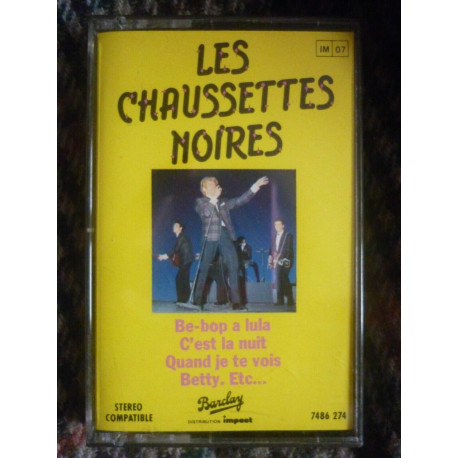 IM 07
LES
CHAUSSETTES
NOIRES
Be-bop a lula
C'est la nuit
Quand je te vois
Betty. Etc...
STEREO
COMPATIBLE
Barclay
DISTRIBUTION impact
7486 274